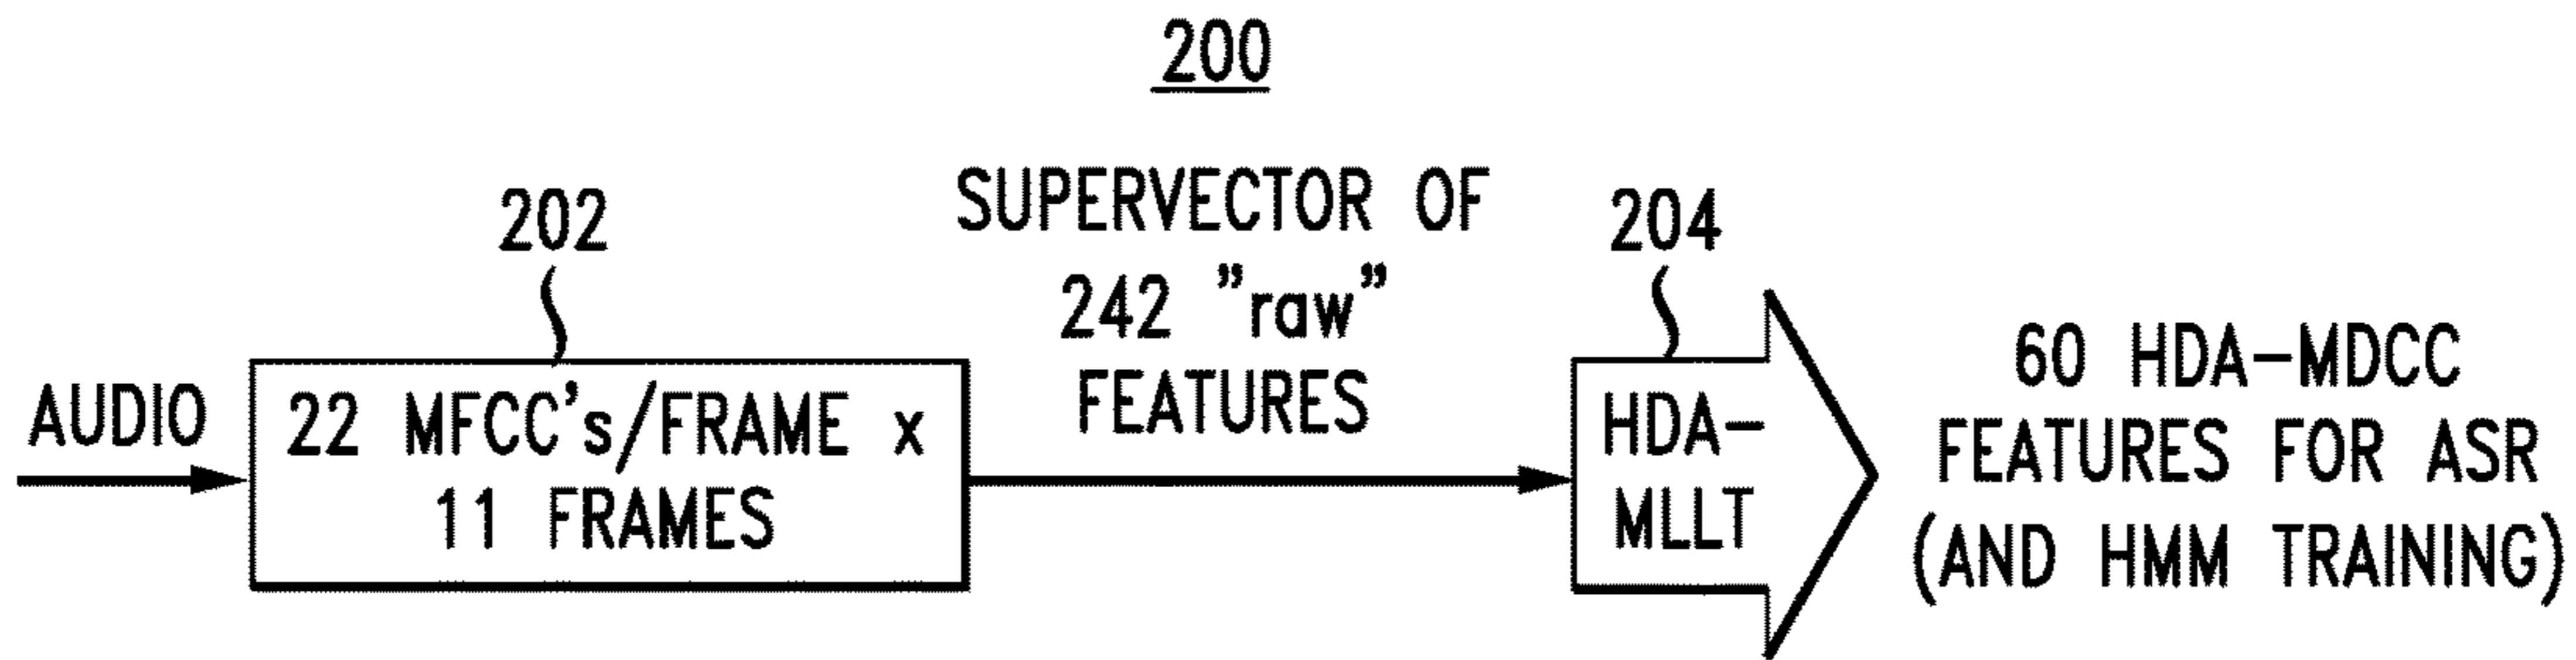 200
202
SUPERVECTOR OF
242 "raw"
FEATURES
204
AUDIO
22 MFCC's/FRAME x
11 FRAMES
HDA-
MLLT
60 HDA-MDCC
FEATURES FOR ASR
(AND HMM TRAINING)